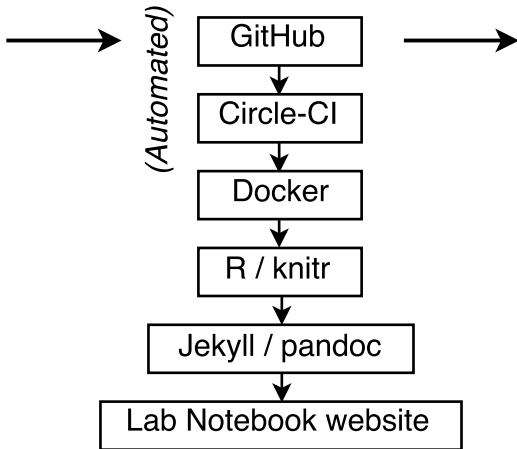 (Automated)
GitHub
Circle-CI
Docker
R / knitr
Jekyll / pandoc
Lab Notebook website